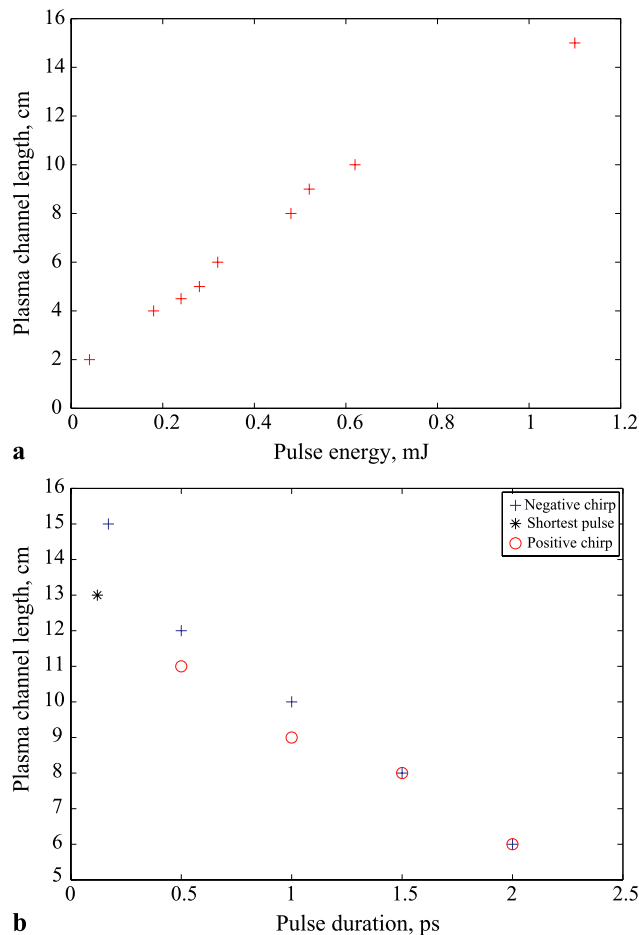 16
14
12
10
8
6
4
2
0
Plasma channel length, cm
0 0.2 0.4 0.6 0.8 1 1.2
Pulse energy, mJ
a
16
15
14
13
12
11
10
9
8
7
6
5
Plasma channel length, cm
Negative chirp
Shortest pulse
Positive chirp
0 0.5 1 1.5 2 2.5
Pulse duration, ps
b